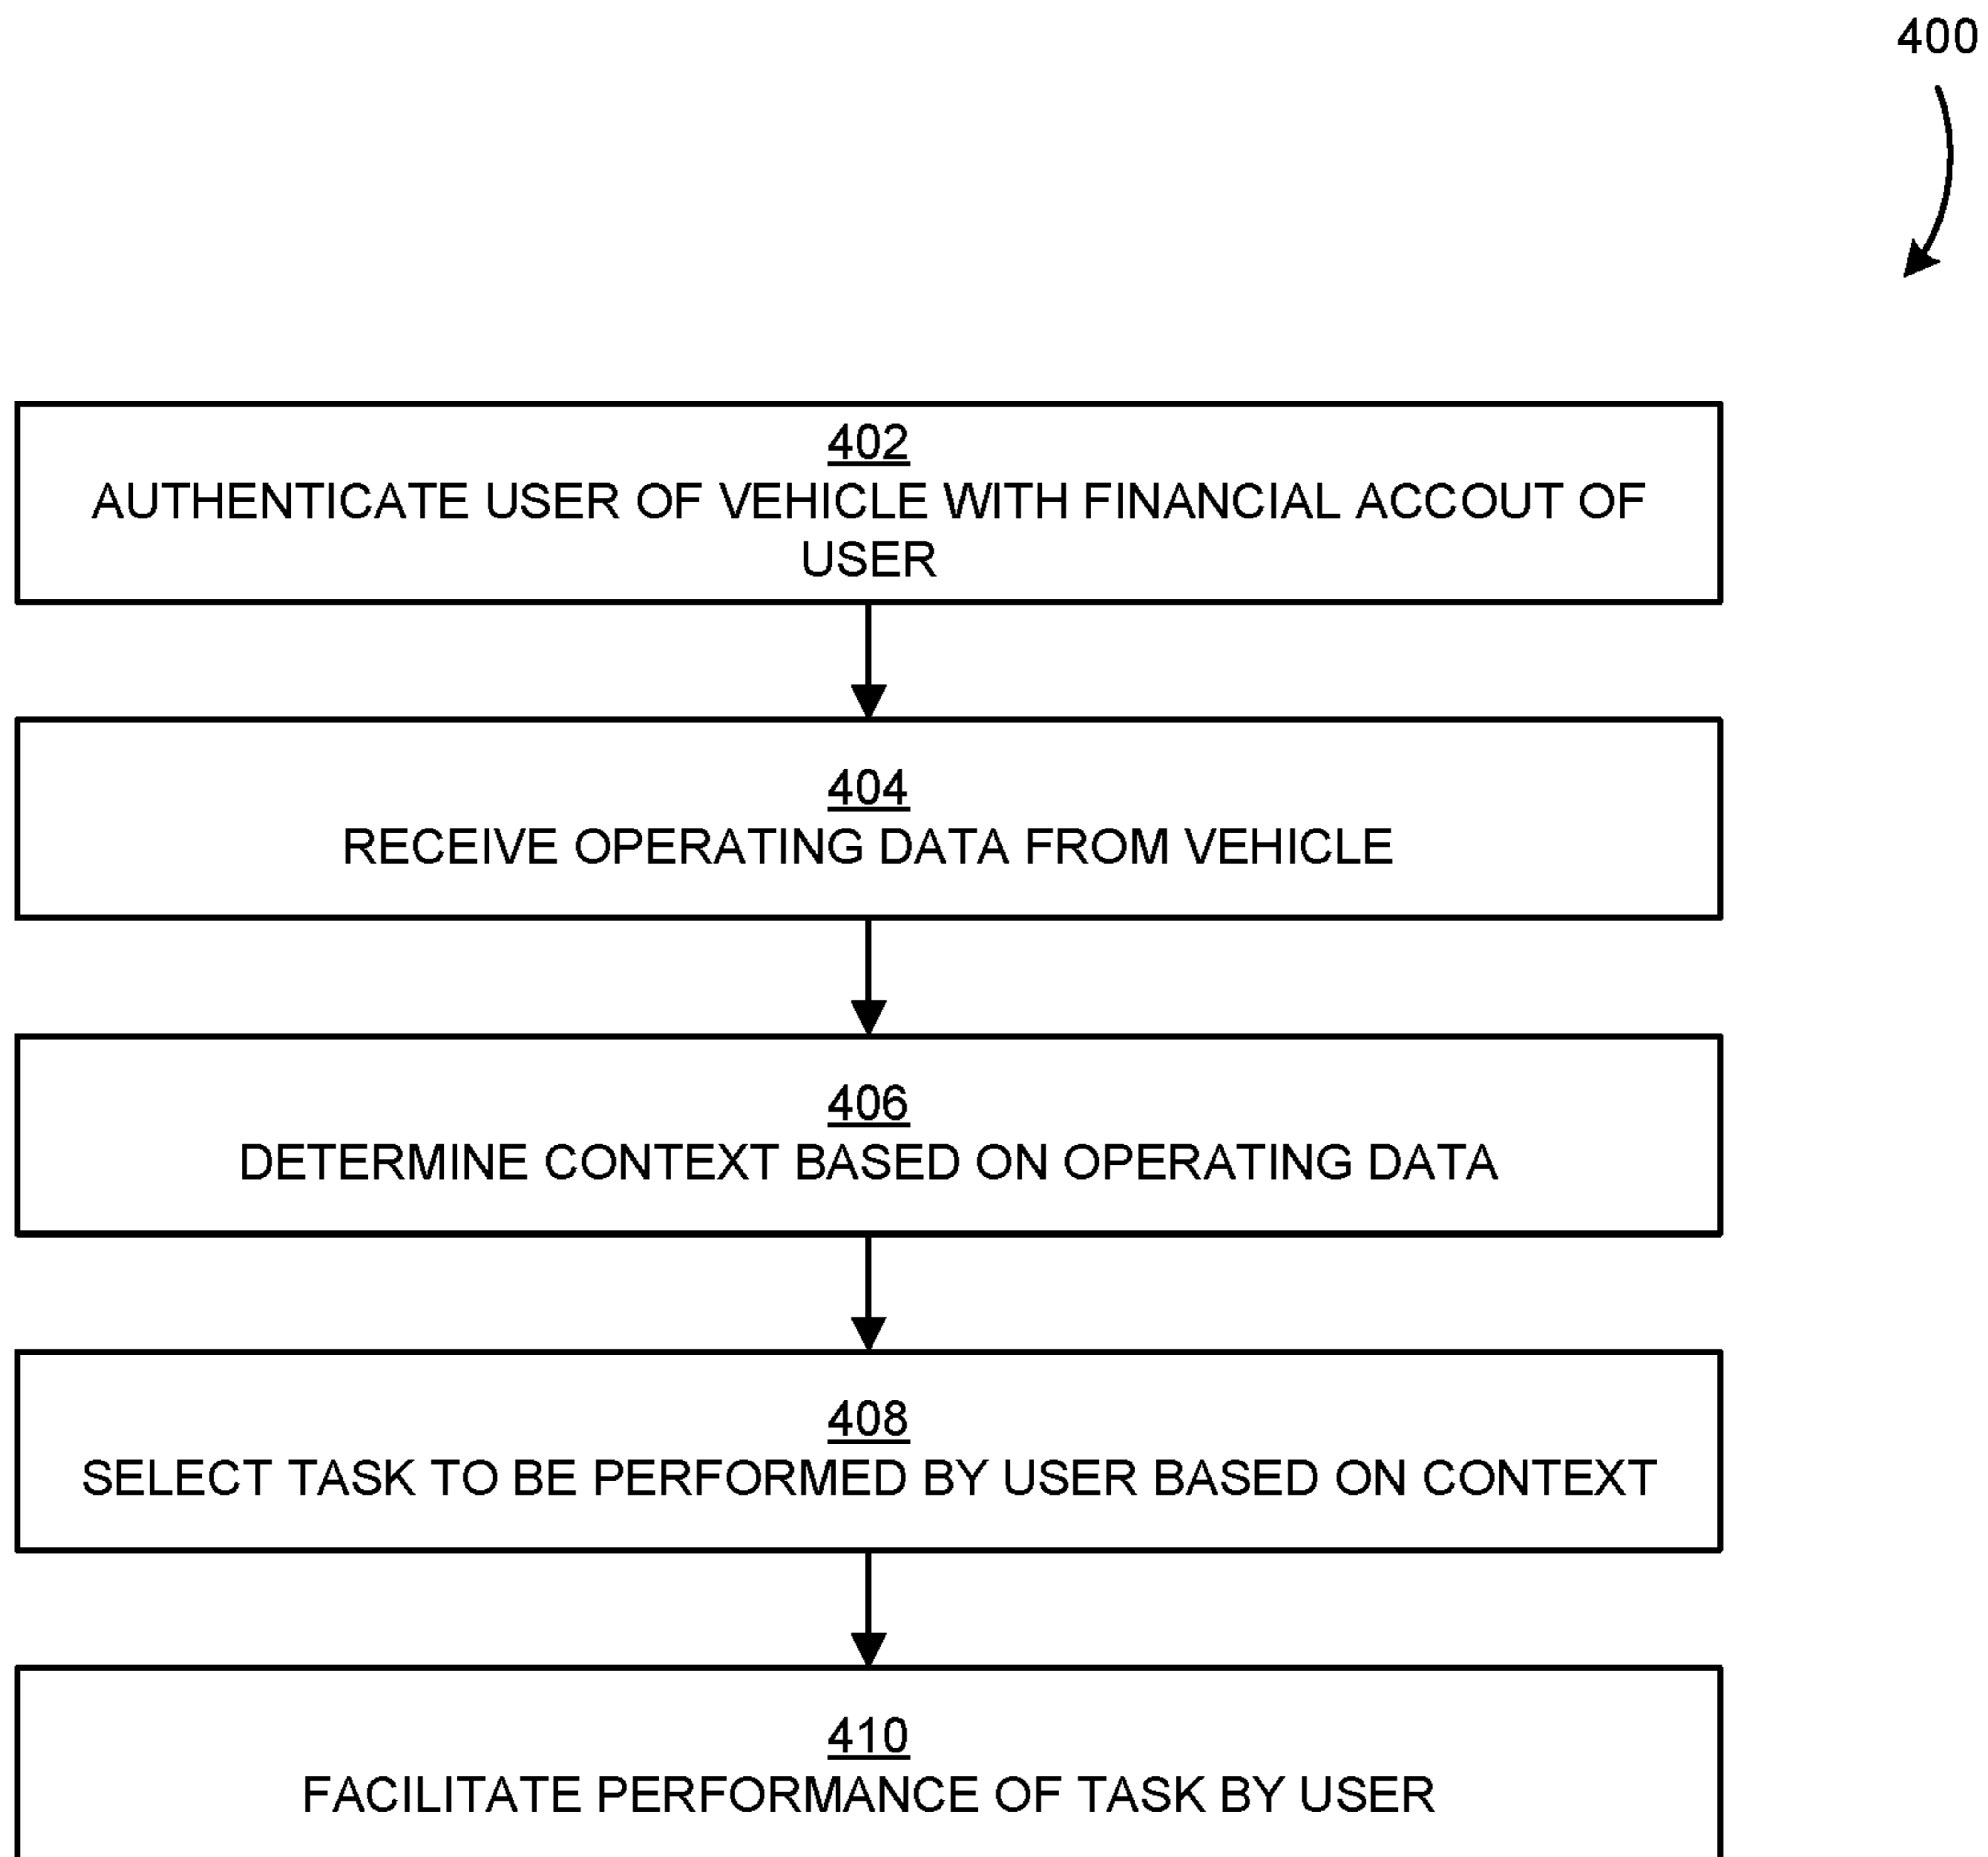 400
402
AUTHENTICATE USER OF VEHICLE WITH FINANCIAL ACCOUT OF
USER
404
RECEIVE OPERATING DATA FROM VEHICLE
406
DETERMINE CONTEXT BASED ON OPERATING DATA
408
SELECT TASK TO BE PERFORMED BY USER BASED ON CONTEXT
410
FACILITATE PERFORMANCE OF TASK BY USER